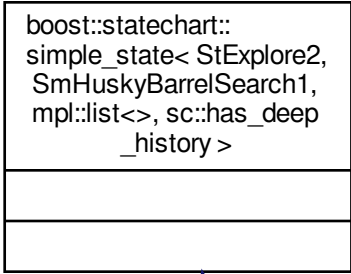 boost::statechart::
simple_state< StExplore2,
SmHuskyBarrelSearch1,
mpl::list<>, sc::has_deep
_history >